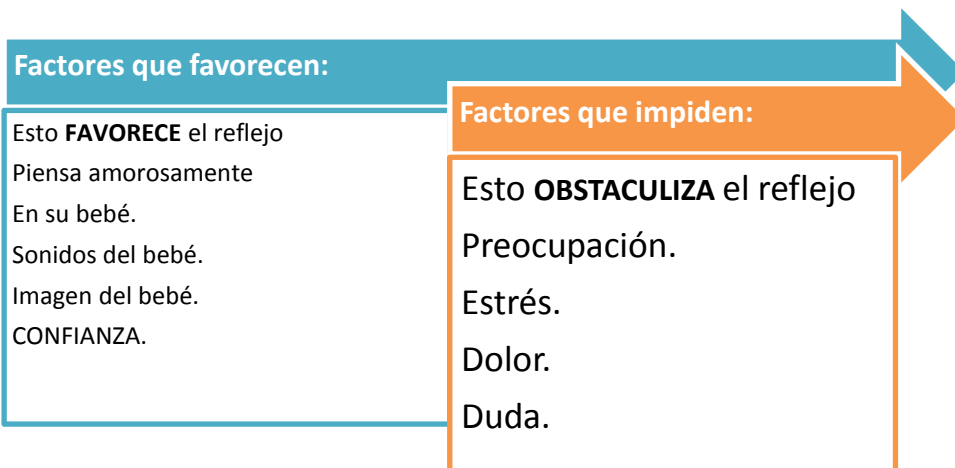 Factores que favorecen:
Esto FAVORECE el reflejo
Piensa amorosamente
En su bebé.
Sonidos del bebé.
Imagen del bebé.
CONFIANZA.
Factores que impiden:
Esto OBSTACULIZA el reflejo
Preocupación.
Estrés.
Dolor.
Duda.